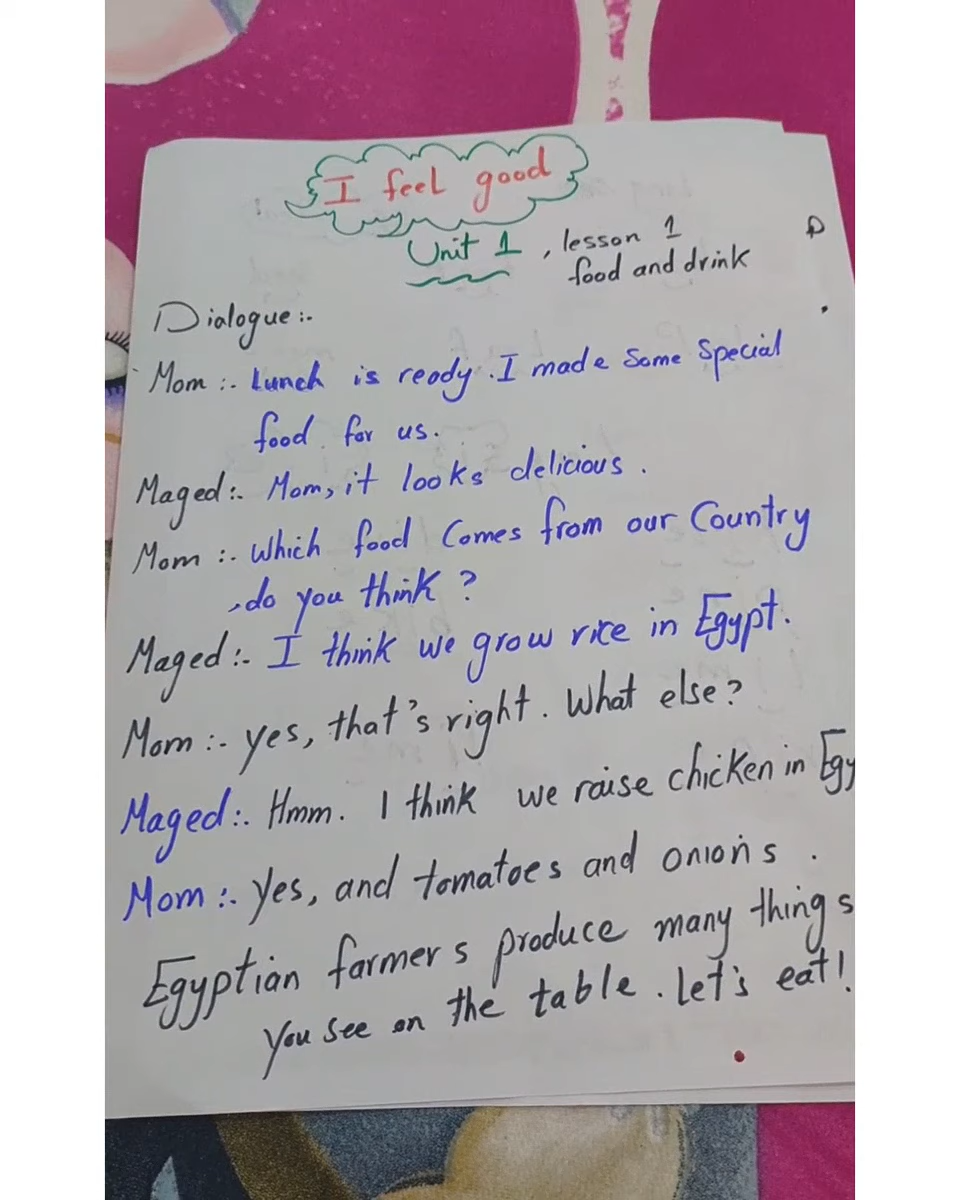 I feel good
Unit 1 , lesson 1
food and drink
Dialogue:-
Mom :- Lunch is ready. I made Some Special
food for us.
Maged:- Mom, it looks delicious.
Mom :- Which food Comes from our Country
,do you think ?
Maged:- I think we grow rice in Egypt.
Mom :- yes, that's right. What else?
Maged:- Hmm. I think we raise chicken in Egy
Mom :- Yes, and tomatoes and onions .
Egyptian farmers produce many things
You see on the table. Let's eat!